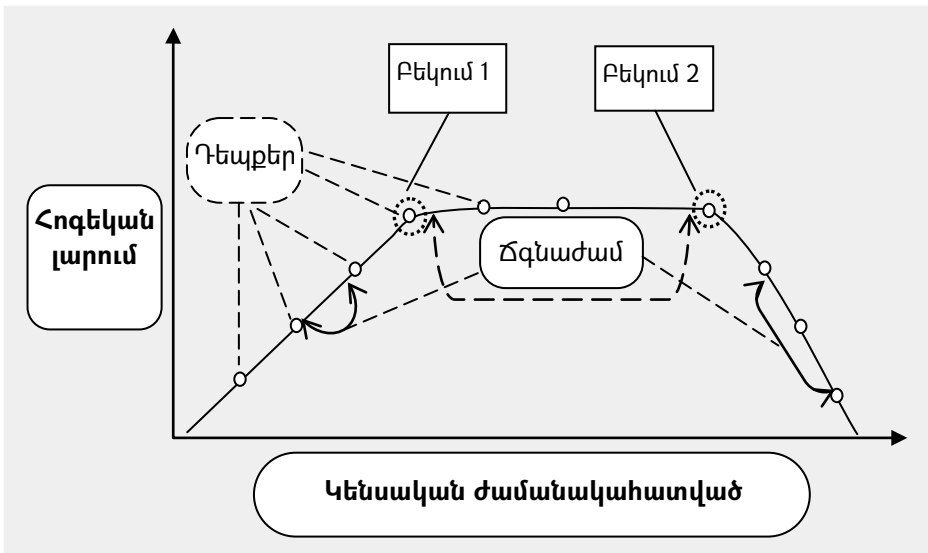 Բեկում 1
Բեկում 2
Դեպքեր
Հոգեկան
լարում
Ճգնաժամ
Կենսական ժամանակահատված